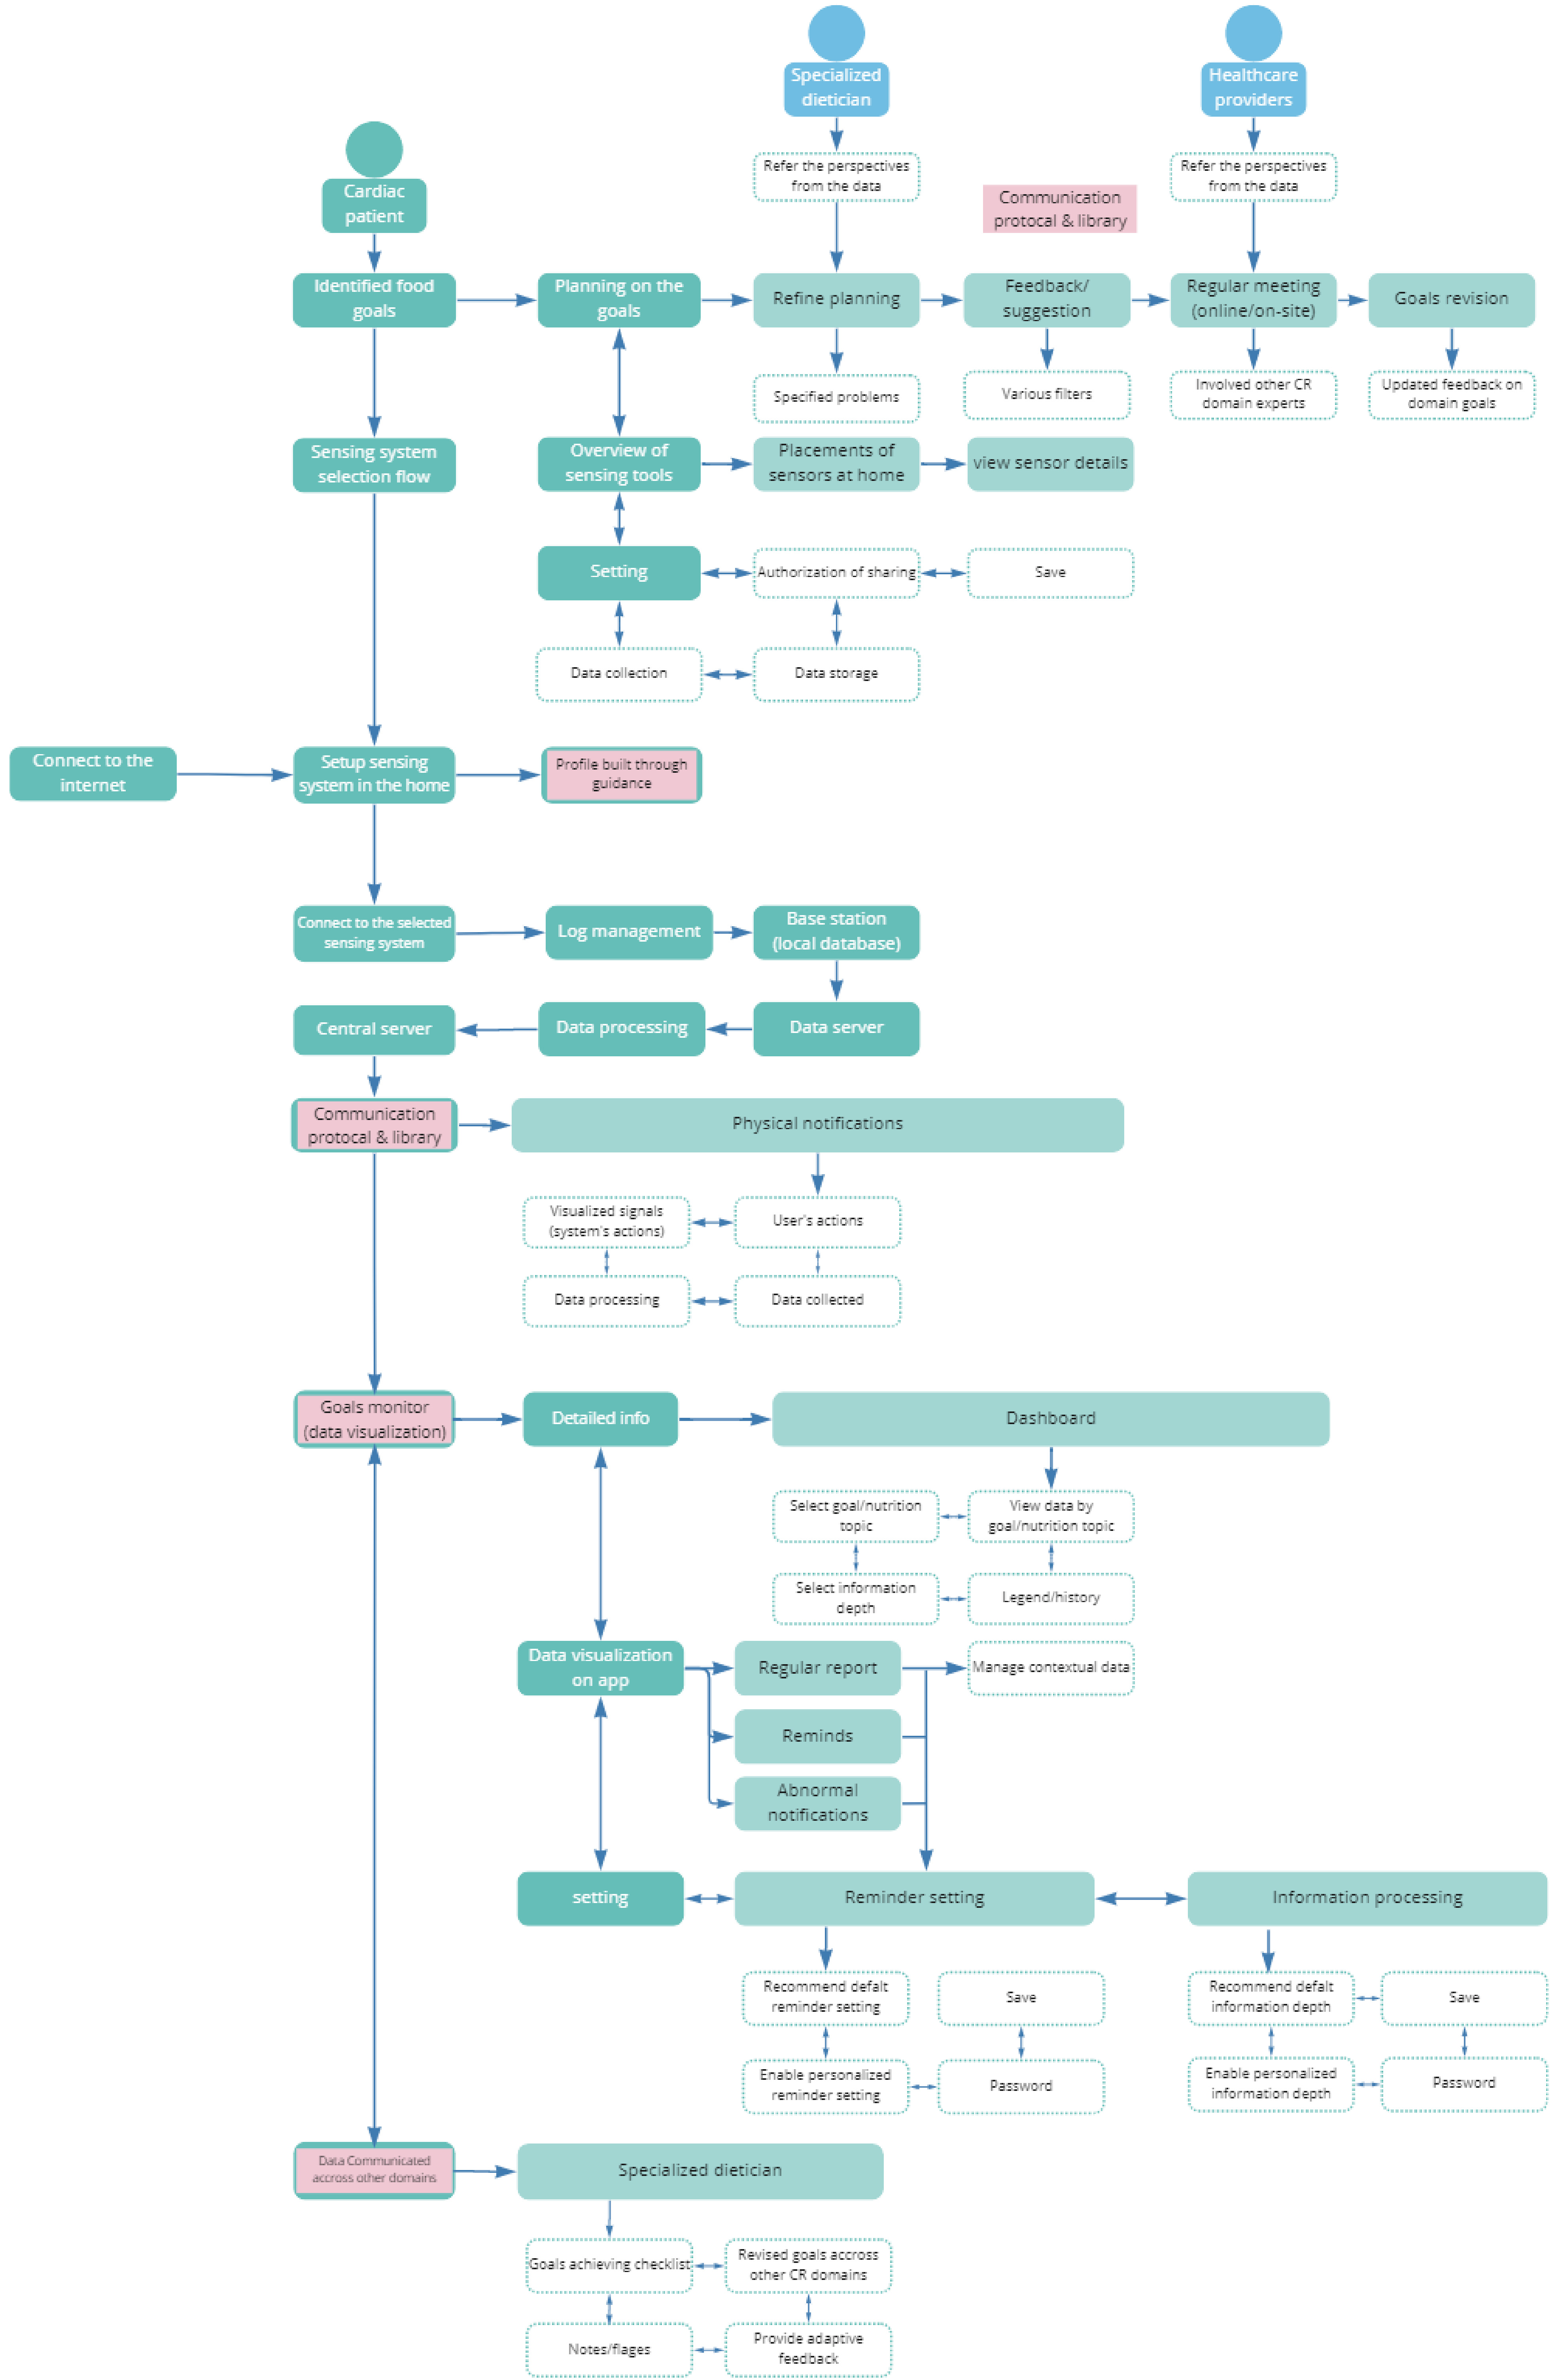 Specialized
dietician
Healthcare
providers
Cardiac
patient
Refer the perspectives
from the data
Communication
protocal & library
Refer the perspectives
from the data
Identified food
goals
Planning on the
goals
Refine planning
Feedback/
suggestion
Regular meeting
(online/on-site)
Goals revision
Specified problems
Various filters
Involved other CR
domain experts
Updated feedback on
domain goals
Sensing system
selection flow
Overview of
sensing tools
Placements of
sensors at home
view sensor details
Setting
Authorization of sharing
Save
Data collection
Data storage
Connect to the
internet
Setup sensing
system in the home
Profile built through
guidance
Connect to the selected
sensing system
Log management
Base station
(local database)
Central server
Data processing
Data server
Communication
protocal & library
Physical notifications
Visualized signals
(system's actions)
User's actions
Data processing
Data collected
Goals monitor
(data visualization)
Detailed info
Dashboard
Select goal/nutrition
topic
View data by
goal/nutrition topic
Select information
depth
Legend/history
Data visualization
on app
Regular report
Manage contextual data
Reminds
Abnormal
notifications
setting
Reminder setting
Information processing
Recommend defalt
reminder setting
Save
Recommend defalt
information depth
Save
Enable personalized
reminder setting
Password
Enable personalized
information depth
Password
Data Communicated
accross other domains
Specialized dietician
Goals achieving checklist
Revised goals accross
other CR domains
Notes/flages
Provide adaptive
feedback